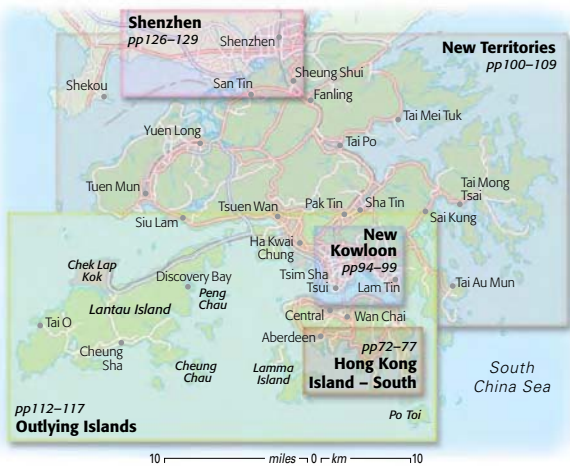 Shenzhen
pp126–129
Shenzhen
New Territories
pp100–109
Shekou
San Tin
Sheung Shui
Fanling
Tai Mei Tuk
Yuen Long
Tai Po
Tuen Mun
Tai Mong
Tsai
Tsuen Wan
Pak Tin
Sha Tin
Siu Lam
Sai Kung
New
Kowloon
pp94–99
Ha Kwai
Chung
Chek Lap
Kok
Discovery Bay
Peng
Chau
Tsim Sha
Tsui
Lam Tin
Tai Au Mun
Lantau Island
Central
Wan Chai
Tai O
Aberdeen
pp72–77
Hong Kong
Island – South
Cheung
Sha
Cheung
Chau
Lamma
Island
South
China Sea
pp112–117
Outlying Islands
Po Toi
10 miles 0 km 10